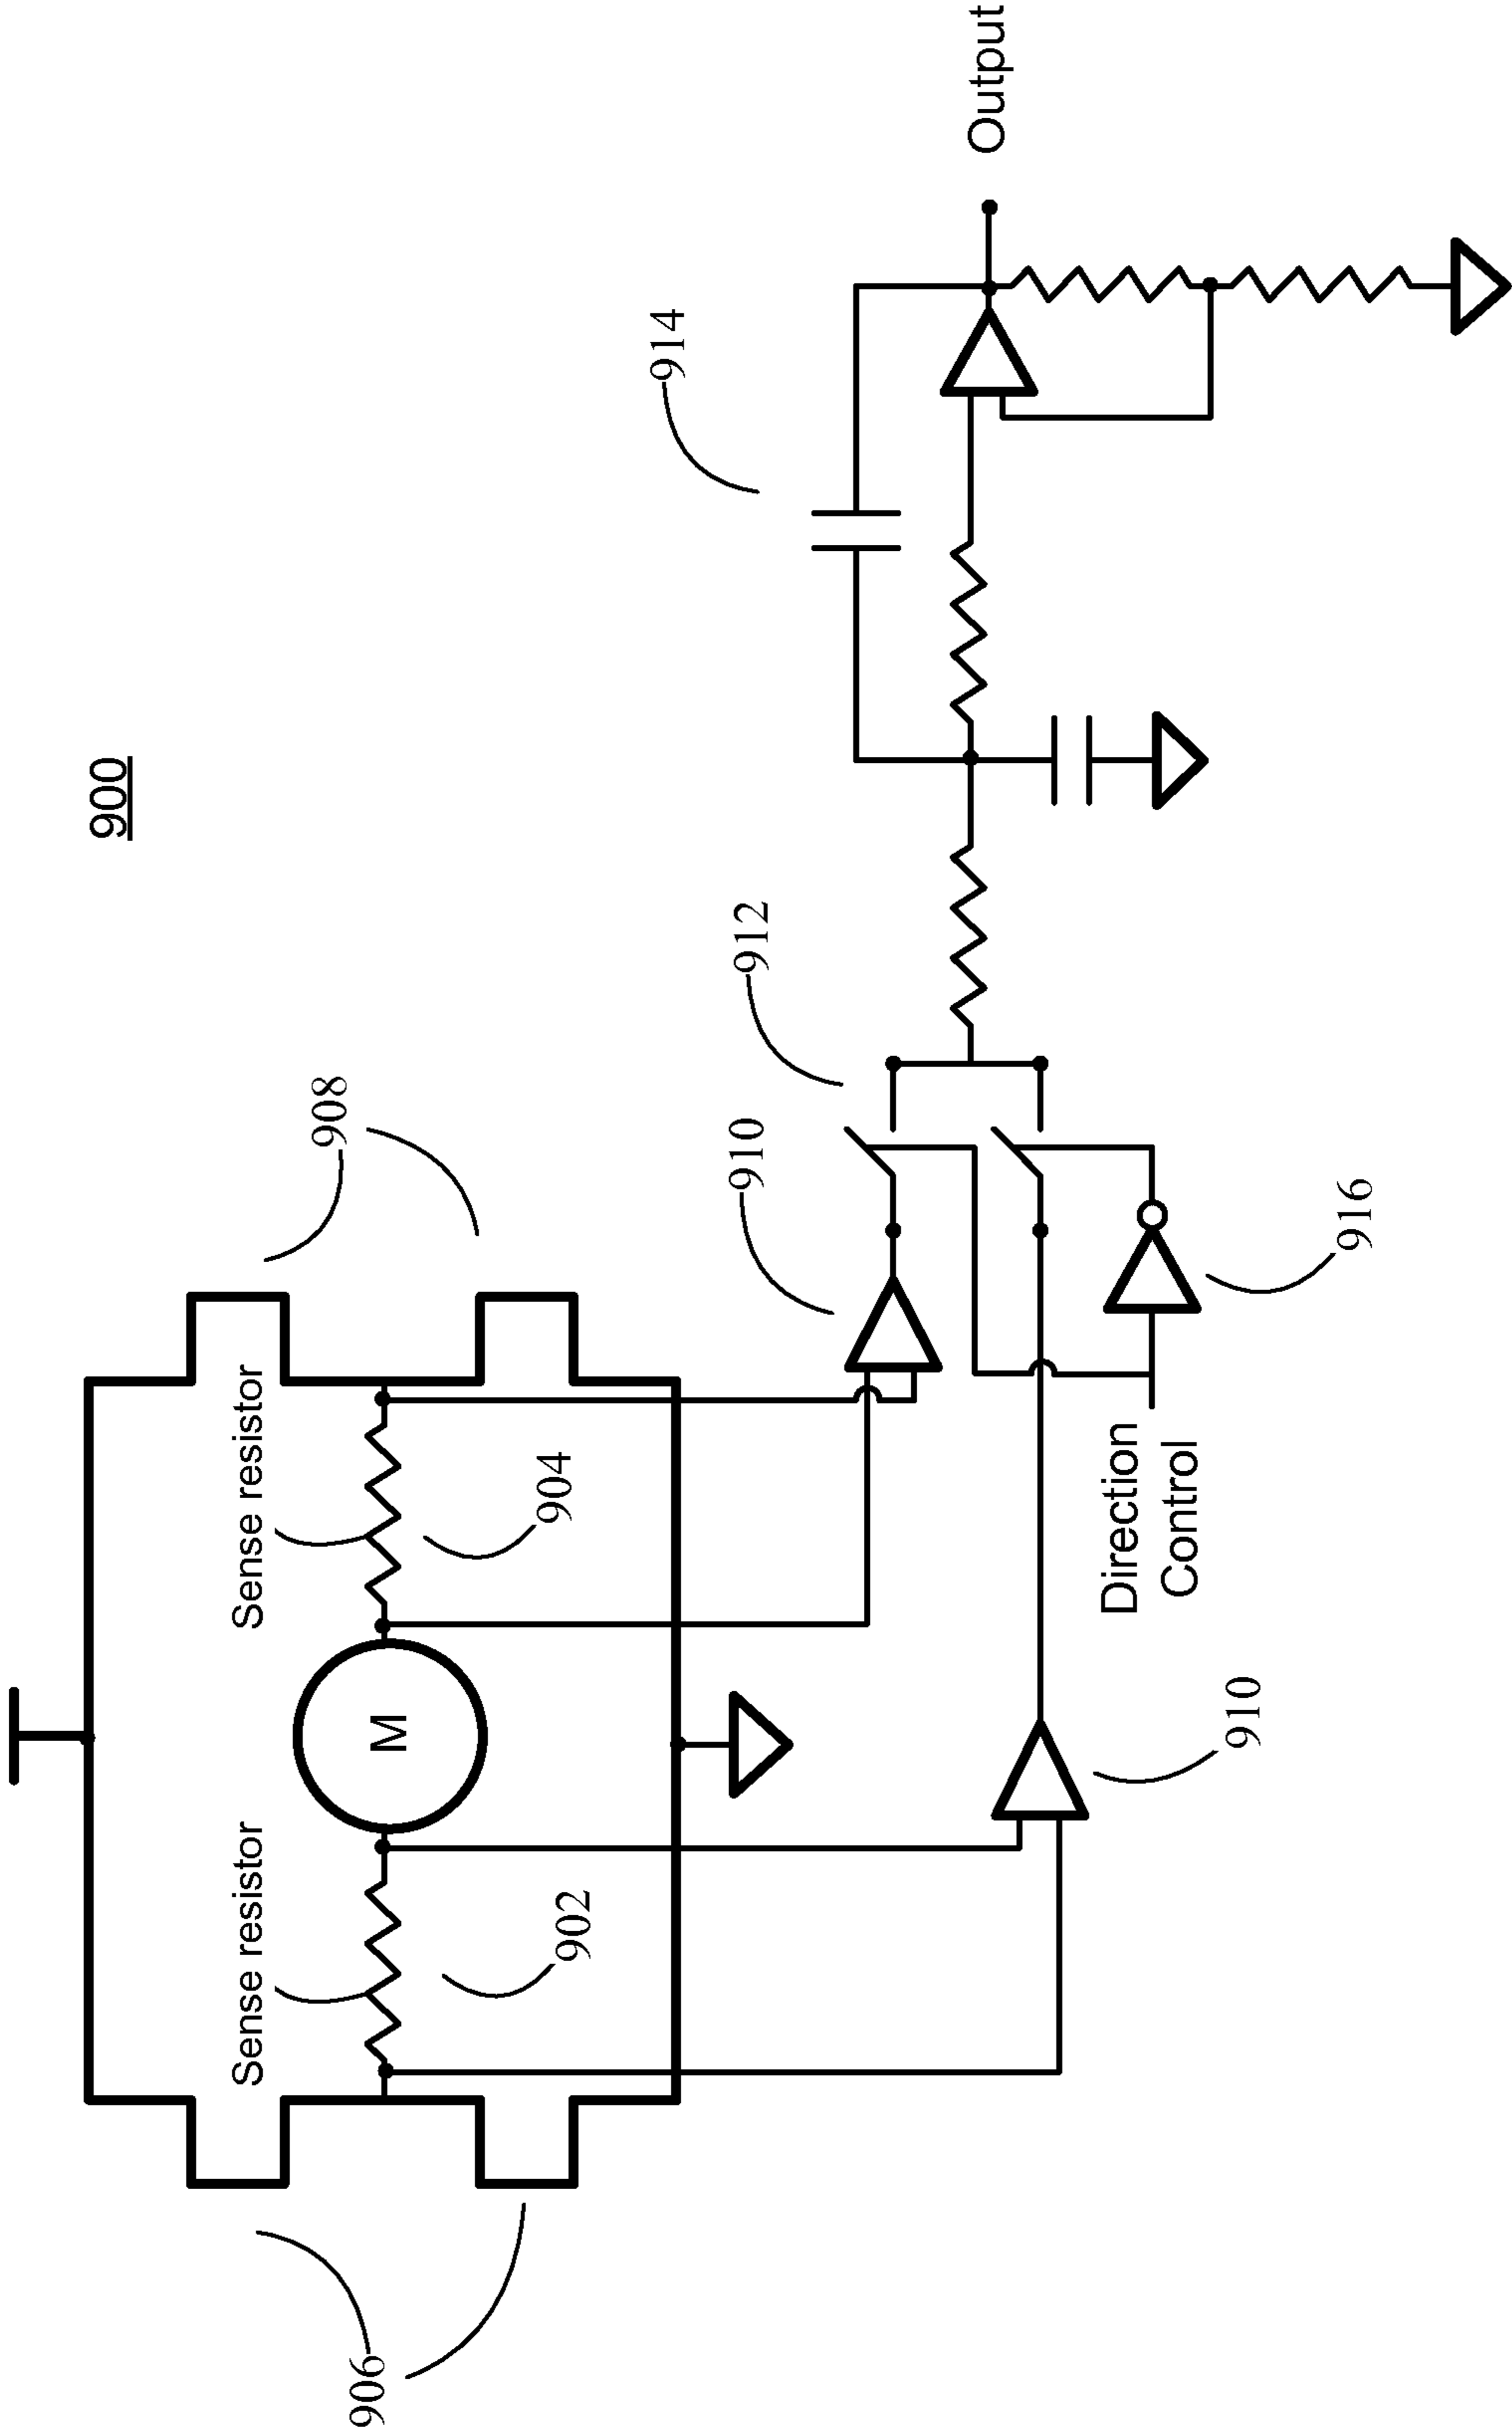 900
906
908
Sense resistor
Sense resistor
M
902
904
910
912
914
Output
Direction
Control
910
916